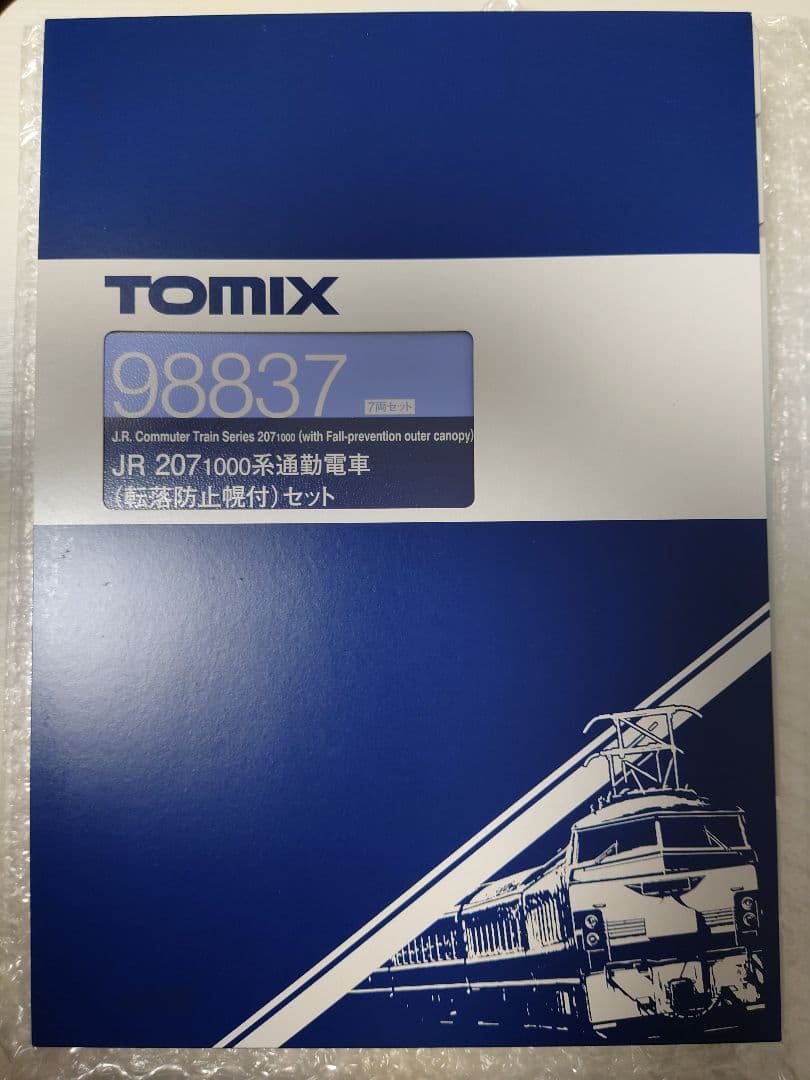 TOMIX
98837 7両セット
J.R. Commuter Train Series 2071000 (with Fall-prevention outer canopy)
JR 2071000系通勤電車
(転落防止幌付)セット